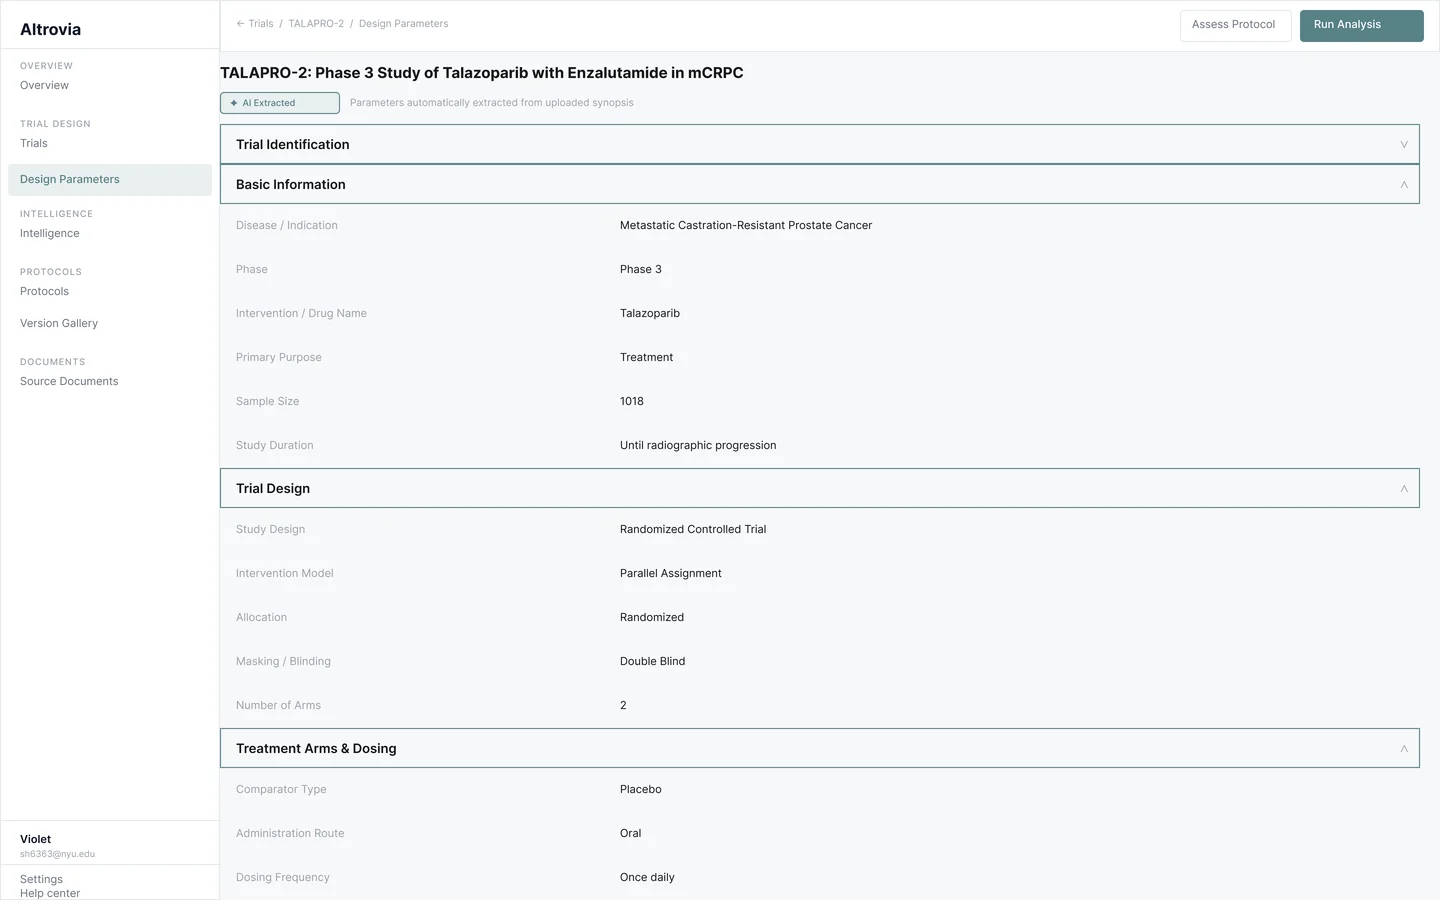 Altrovia
OVERVIEW
Overview
TRIAL DESIGN
Trials
Design Parameters
INTELLIGENCE
Intelligence
PROTOCOLS
Protocols
Version Gallery
DOCUMENTS
Source Documents
Violet
sh6363@nyu.edu
Settings
Help center
← Trials / TALAPRO-2 / Design Parameters
Assess Protocol
Run Analysis
TALAPRO-2: Phase 3 Study of Talazoparib with Enzalutamide in mCRPC
✦ AI Extracted Parameters automatically extracted from uploaded synopsis
Trial Identification
Basic Information
Disease / Indication Metastatic Castration-Resistant Prostate Cancer
Phase Phase 3
Intervention / Drug Name Talazoparib
Primary Purpose Treatment
Sample Size 1018
Study Duration Until radiographic progression
Trial Design
Study Design Randomized Controlled Trial
Intervention Model Parallel Assignment
Allocation Randomized
Masking / Blinding Double Blind
Number of Arms 2
Treatment Arms & Dosing
Comparator Type Placebo
Administration Route Oral
Dosing Frequency Once daily